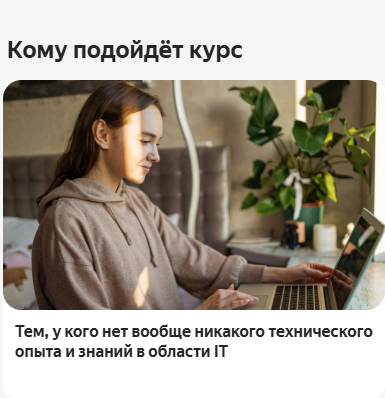 Кому подойдёт курс
Тем, у кого нет вообще никакого технического
опыта и знаний в области IT